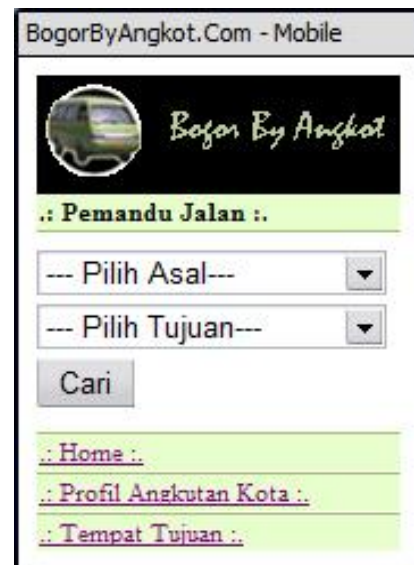 BogorByAngkot.Com - Mobile
Bogor By Angkot
.: Pemandu Jalan :.
--- Pilih Asal---
--- Pilih Tujuan---
Cari
.: Home :.
.: Profil Angkutan Kota :.
.: Tempat Tujuan :.